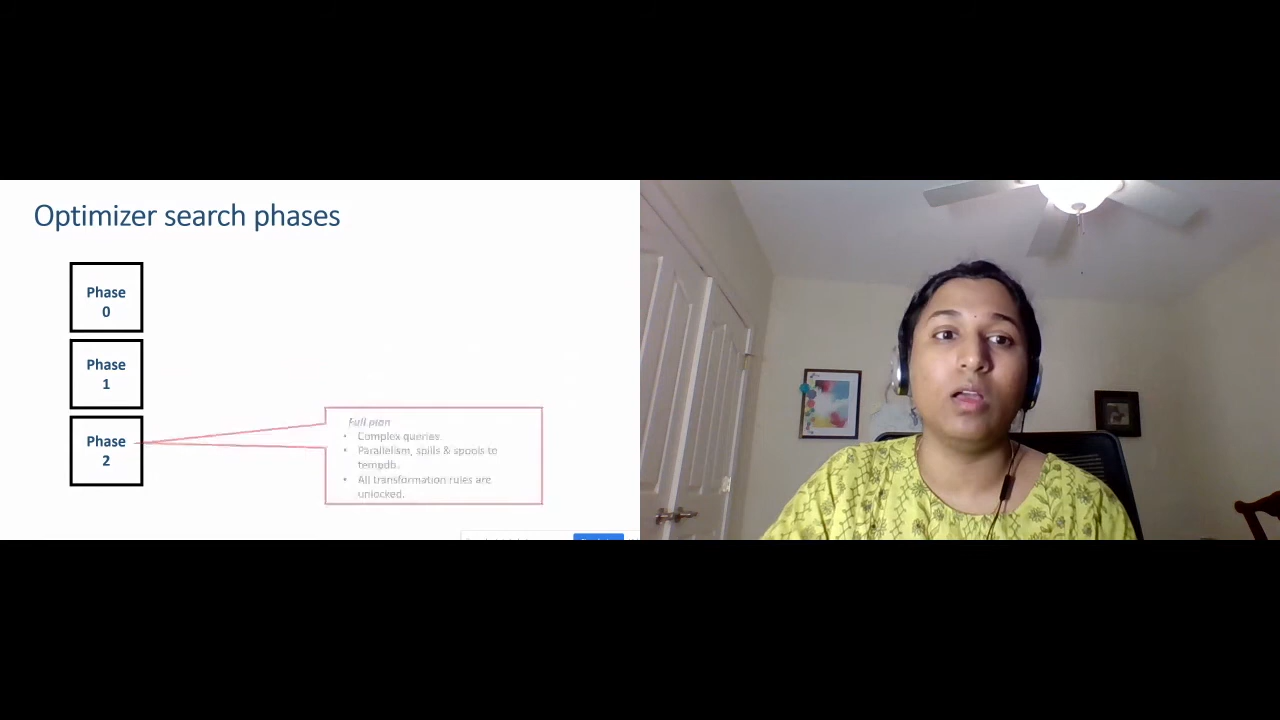 Optimizer search phases
Phase
0
Phase
1
Phase
2
Full plan
• Complex queries.
• Parallelism, spills & spools to
tempdb.
• All transformation rules are
unlocked.